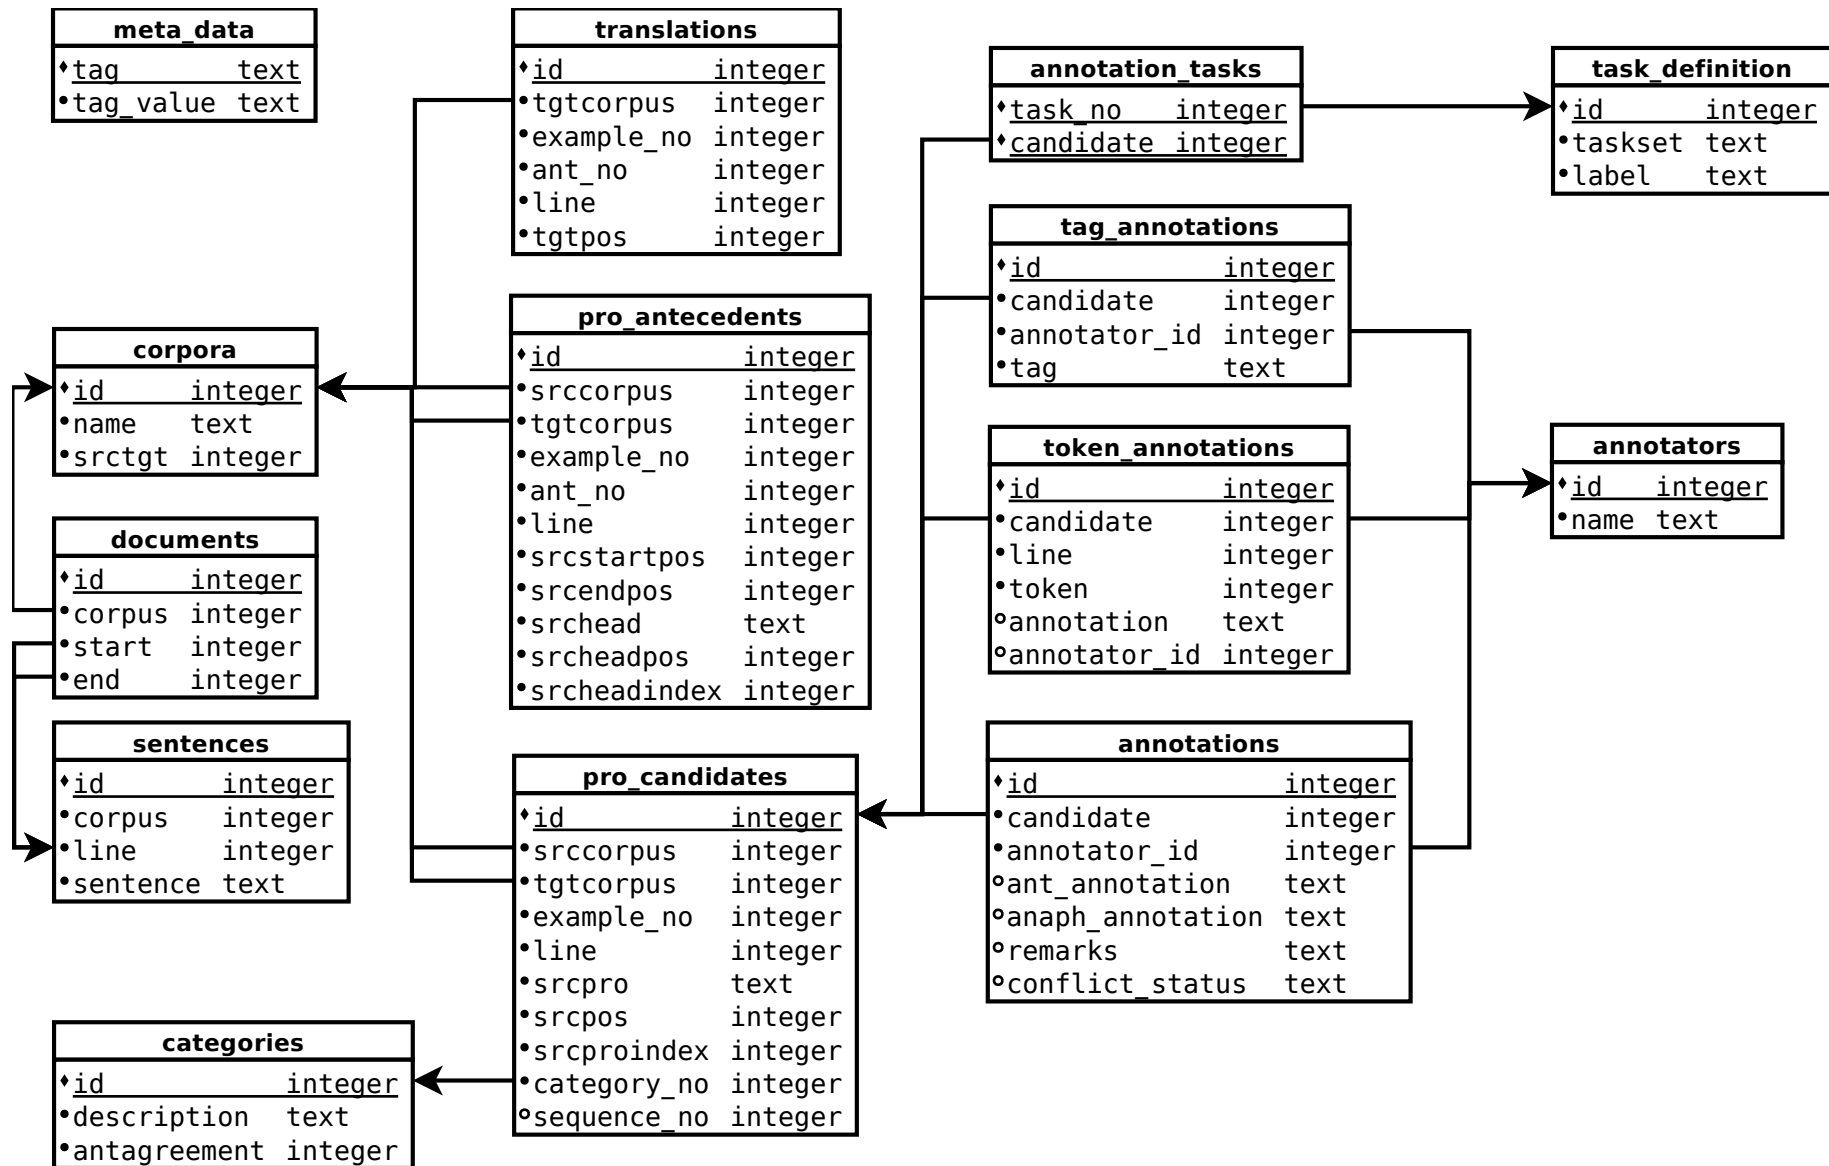 meta_data
tag text
tag_value text
corpora
id integer
name text
srctgt integer
documents
id integer
corpus integer
start integer
end integer
sentences
id integer
corpus integer
line integer
sentence text
categories
id integer
description text
antagreement integer
translations
id integer
tgtcorpus integer
example_no integer
ant_no integer
line integer
tgtpos integer
pro_antecedents
id integer
srccorpus integer
tgtcorpus integer
example_no integer
ant_no integer
line integer
srcstartpos integer
srcendpos integer
srchead text
srcheadpos integer
srcheadindex integer
pro_candidates
id integer
srccorpus integer
tgtcorpus integer
example_no integer
line integer
srcpro text
srcpos integer
srcproindex integer
category_no integer
sequence_no integer
annotation_tasks
task_no integer
candidate integer
tag_annotations
id integer
candidate integer
annotator_id integer
tag text
token_annotations
id integer
candidate integer
line integer
token integer
annotation text
annotator_id integer
annotations
id integer
candidate integer
annotator_id integer
ant_annotation text
anaph_annotation text
remarks text
conflict_status text
task_definition
id integer
taskset text
label text
annotators
id integer
name text